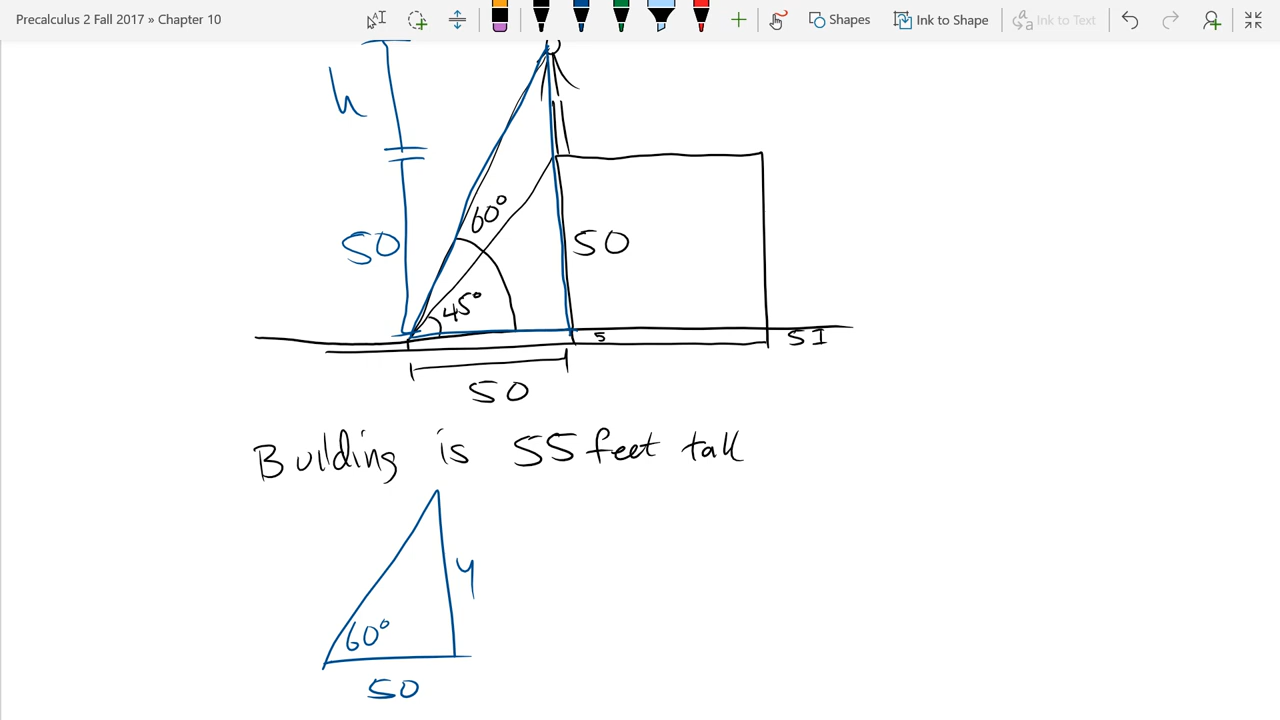 Precalculus 2 Fall 2017 » Chapter 10
Shapes
Ink to Shape
Ink to Text
h
60°
50
50
45°
5
5I
50
Building is 55 feet tall
y
60°
50